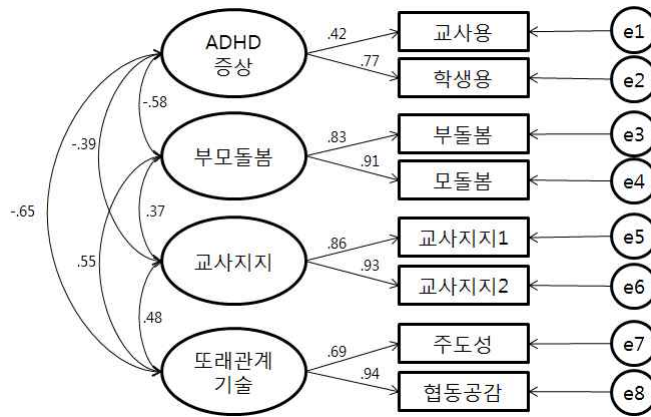 ADHD
증상
.42
.77
교사용
학생용
e1
e2
-.58
-.39
부모돌봄
.83
.91
부돌봄
모돌봄
e3
e4
-.65
.37
.55
교사지지
.86
.93
교사지지1
교사지지2
e5
e6
.48
또래관계
기술
.69
.94
주도성
협동공감
e7
e8